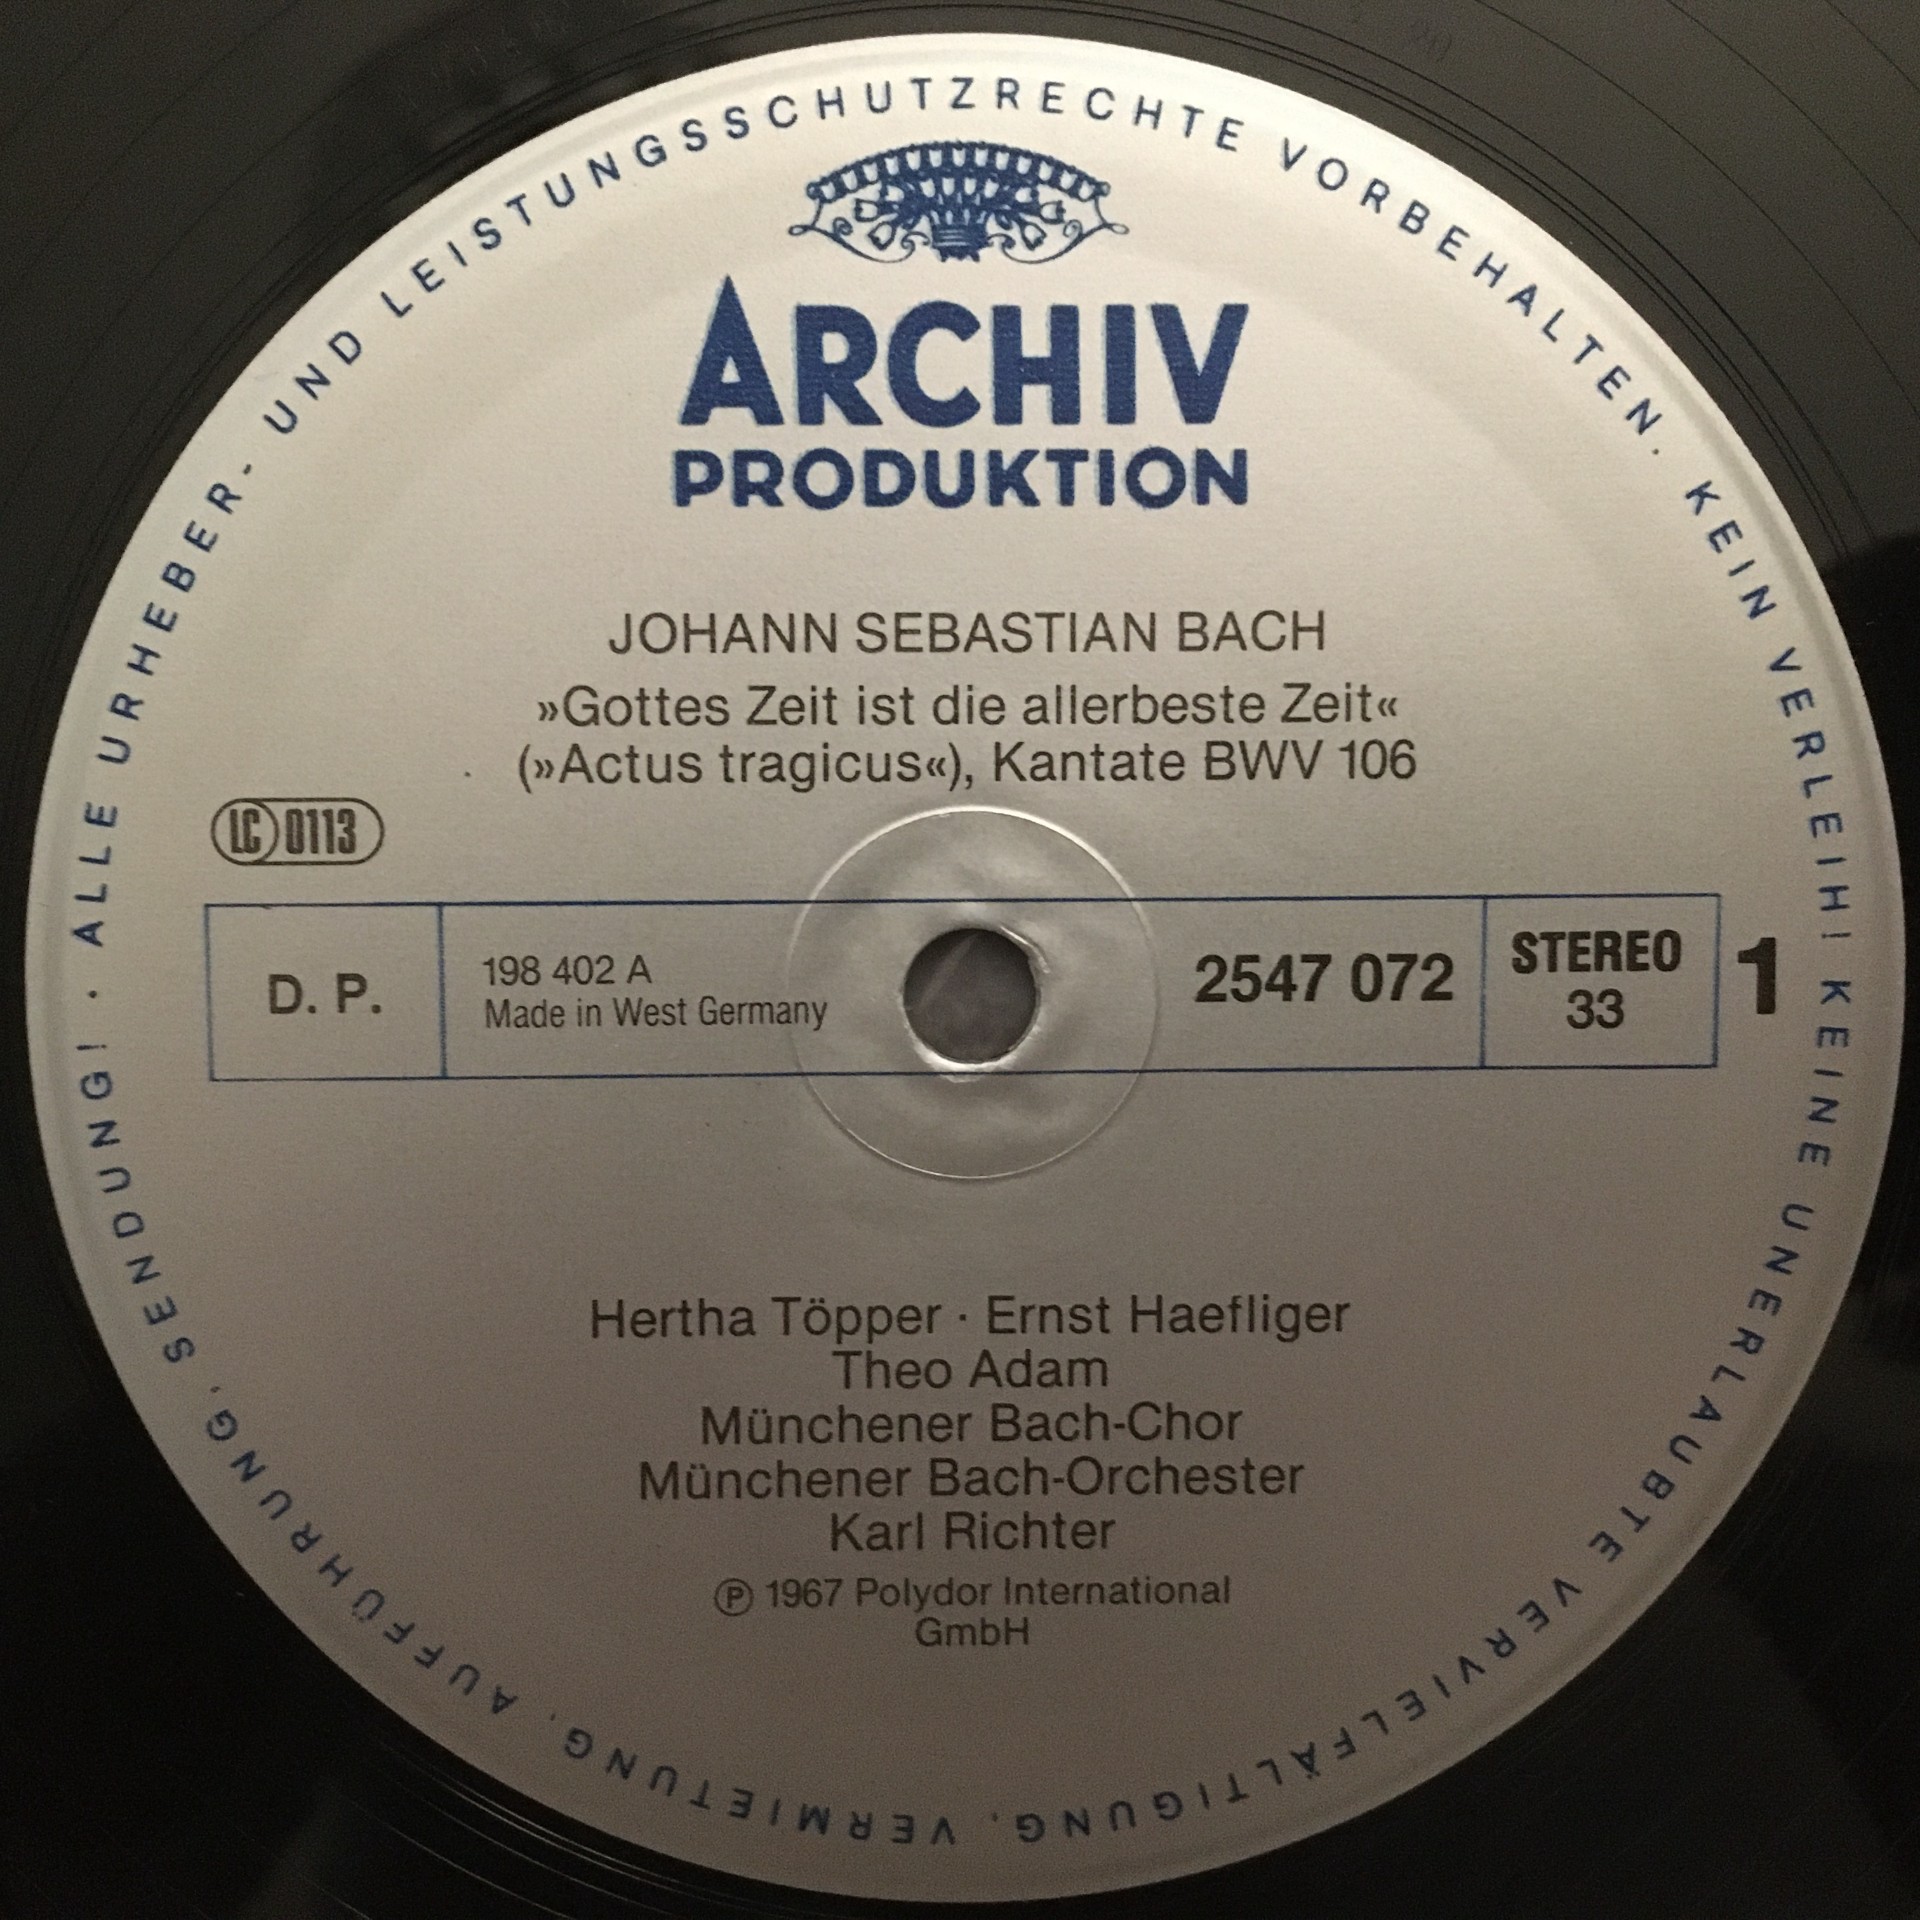 ALLE URHEBER- UND LEISTUNGSSCHUTZRECHTE VORBEHALTEN. KEIN VERLEIH! KEINE UNERLAUBTE VERVIELFÄLTIGUNG, VERMIETUNG, AUFFÜHRUNG, SENDUNG! ·
ARCHIV
PRODUKTION
JOHANN SEBASTIAN BACH
»Gottes Zeit ist die allerbeste Zeit«
(»Actus tragicus«), Kantate BWV 106
LC 0113
D. P.
198 402 A
Made in West Germany
2547 072
STEREO
33
1
Hertha Töpper · Ernst Haefliger
Theo Adam
Münchener Bach-Chor
Münchener Bach-Orchester
Karl Richter
℗ 1967 Polydor International
GmbH